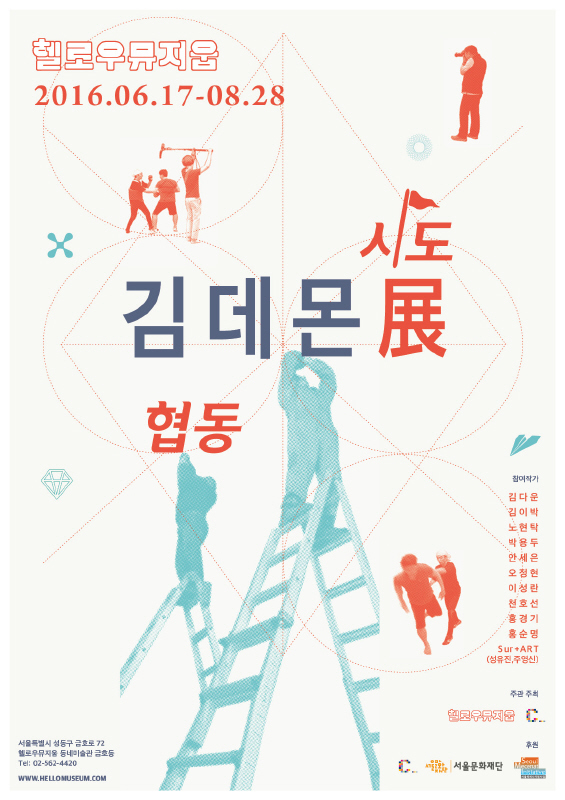 헬로우뮤지움
2016.06.17-08.28
시도
김데몬 展
협동
참여작가
김다운
김이박
노현탁
박용두
안세은
오정현
이성란
천호선
홍경기
홍순명
Sur+ART
(성유진,주영신)
주관 주최
헬로우뮤지움
후원
서울문화재단
서울특별시 성동구 금호로 72
헬로우뮤지움 동네미술관 금호동
Tel: 02-562-4420
WWW.HELLOMUSEUM.COM